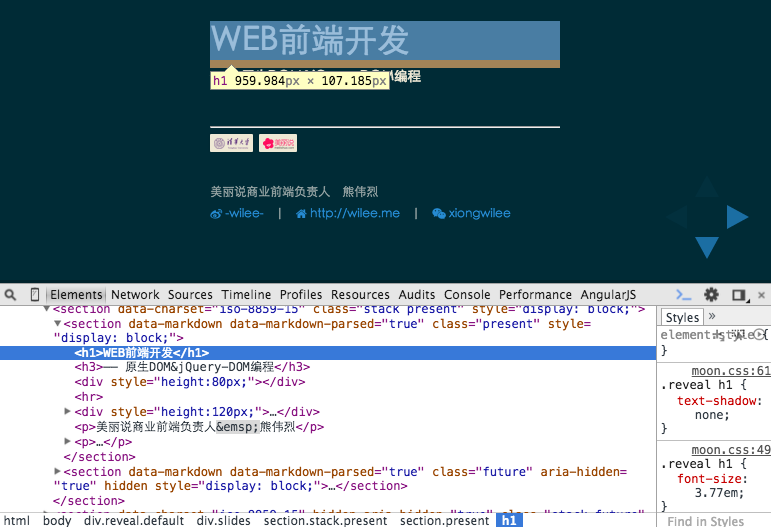 WEB前端开发
h1 959.984px × 107.185px
编程
清华大学
美丽说
美丽说商业前端负责人 熊伟烈
-wilee- | http://wilee.me | xiongwilee
Elements Network Sources Timeline Profiles Resources Audits Console Performance AngularJS
<section data-charset="iso-8859-15" class="stack present" style="display: block;">
▼<section data-markdown data-markdown-parsed="true" class="present" style=
"display: block;">
<h1>WEB前端开发</h1>
<h3>—— 原生DOM&jQuery-DOM编程</h3>
<div style="height:80px;"></div>
<hr>
▶<div style="height:120px;">…</div>
<p>美丽说商业前端负责人&emsp;熊伟烈</p>
▶<p>…</p>
</section>
▶<section data-markdown data-markdown-parsed="true" class="future" aria-hidden=
"true" hidden style="display: block;">…</section>
</section>
html body div.reveal.default div.slides section.stack.present section.present h1
Styles »
element.style {
}
moon.css:61
.reveal h1 {
text-shadow:
none;
}
moon.css:49
.reveal h1 {
font-size:
3.77em;
}
Find in Styles